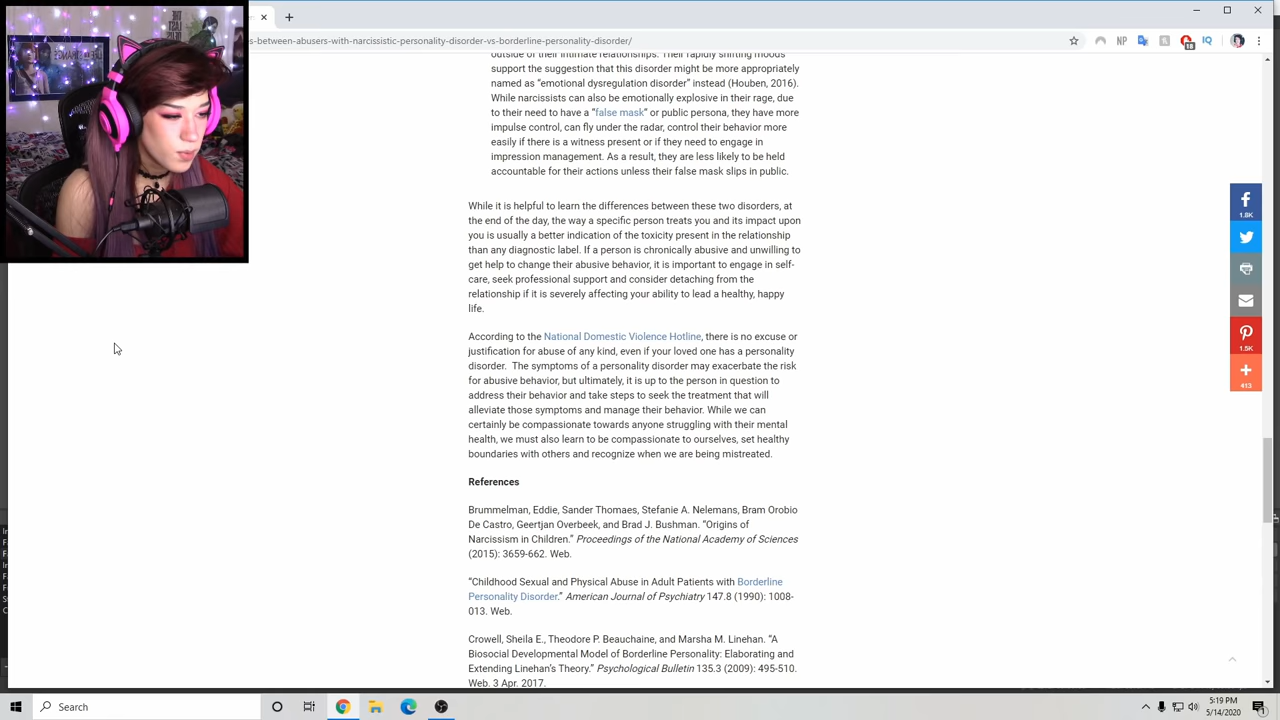 THE
LAST
s-between-abusers-with-narcissistic-personality-disorder-vs-borderline-personality-disorder/
NP
18
IQ
outside of their intimate relationships. Their rapidly shifting moods
support the suggestion that this disorder might be more appropriately
named as “emotional dysregulation disorder” instead (Houben, 2016).
While narcissists can also be emotionally explosive in their rage, due
to their need to have a “false mask” or public persona, they have more
impulse control, can fly under the radar, control their behavior more
easily if there is a witness present or if they need to engage in
impression management. As a result, they are less likely to be held
accountable for their actions unless their false mask slips in public.
While it is helpful to learn the differences between these two disorders, at
the end of the day, the way a specific person treats you and its impact upon
you is usually a better indication of the toxicity present in the relationship
than any diagnostic label. If a person is chronically abusive and unwilling to
get help to change their abusive behavior, it is important to engage in self-
care, seek professional support and consider detaching from the
relationship if it is severely affecting your ability to lead a healthy, happy
life.
According to the National Domestic Violence Hotline, there is no excuse or
justification for abuse of any kind, even if your loved one has a personality
disorder.  The symptoms of a personality disorder may exacerbate the risk
for abusive behavior, but ultimately, it is up to the person in question to
address their behavior and take steps to seek the treatment that will
alleviate those symptoms and manage their behavior. While we can
certainly be compassionate towards anyone struggling with their mental
health, we must also learn to be compassionate to ourselves, set healthy
boundaries with others and recognize when we are being mistreated.
References
Brummelman, Eddie, Sander Thomaes, Stefanie A. Nelemans, Bram Orobio
De Castro, Geertjan Overbeek, and Brad J. Bushman. “Origins of
Narcissism in Children.” Proceedings of the National Academy of Sciences
(2015): 3659-662. Web.
“Childhood Sexual and Physical Abuse in Adult Patients with Borderline
Personality Disorder.” American Journal of Psychiatry 147.8 (1990): 1008-
013. Web.
Crowell, Sheila E., Theodore P. Beauchaine, and Marsha M. Linehan. “A
Biosocial Developmental Model of Borderline Personality: Elaborating and
Extending Linehan’s Theory.” Psychological Bulletin 135.3 (2009): 495-510.
Web. 3 Apr. 2017.
1.8K
1.5K
413
Search
5:19 PM
5/14/2020
1